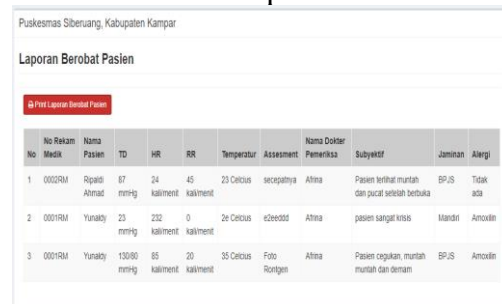 Puskesmas Siberuang, Kabupaten Kampar
Laporan Berobat Pasien
Print Laporan Berobat Pasien
No No Rekam Medik Nama Pasien TD HR RR Temperatur Assesment Nama Dokter Pemeriksa Subyektif Jaminan Alergi
1 0002RM Ripaldi Ahmad 87 mmHg 24 kali/menit 45 kali/menit 23 Celcius secepatnya Afrina Pasien terlihat muntah dan pucat setelah berbuka BPJS Tidak ada
2 0001RM Yunaldy 23 mmHg 232 kali/menit 0 kali/menit 2e Celcius e2eeddd Afrina pasien sangat krisis Mandiri Amoxilin
3 0001RM Yunaldy 130/80 mmHg 85 kali/menit 20 kali/menit 35 Celcius Foto Rontgen Afrina Pasien cegukan, muntah muntah dan demam BPJS Amoxilin